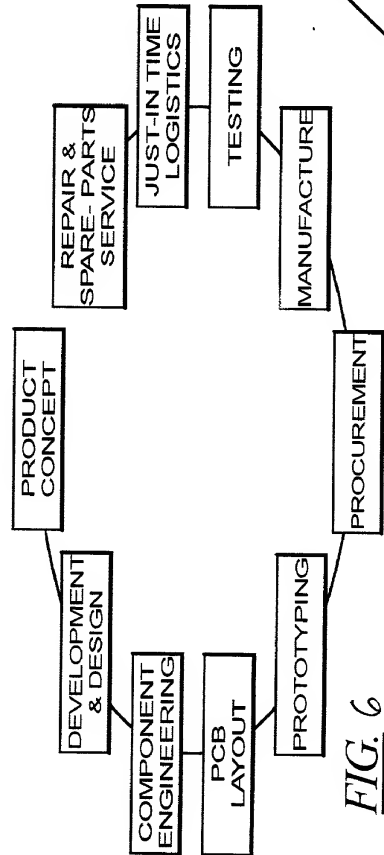 PRODUCT
CONCEPT
DEVELOPMENT
& DESIGN
COMPONENT
ENGINEERING
PCB
LAYOUT
PROTOTYPING
PROCUREMENT
MANUFACTURE
TESTING
JUST-IN TIME
LOGISTICS
REPAIR &
SPARE- PARTS
SERVICE
FIG. 6